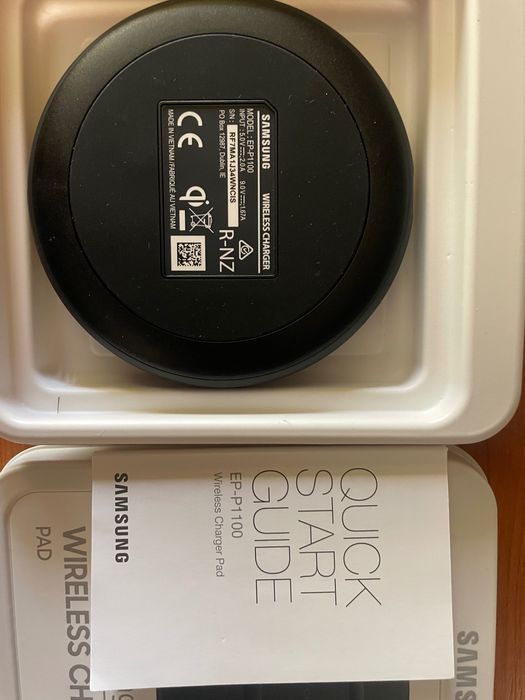 SAMSUNG WIRELESS CHARGER
MODEL : EP-P1100
INPUT : 5.0V⎓2.0A 9.0V⎓1.67A
S/N : RF7MA1J34WNCIS
PO Box 12987, Dublin, IE
CE qi R-NZ
MADE IN VIETNAM / FABRIQUÉ AU VIETNAM
QUICK
START
GUIDE
EP-P1100
Wireless Charger Pad
SAMSUNG
SAMS
WIRELESS CH
PAD